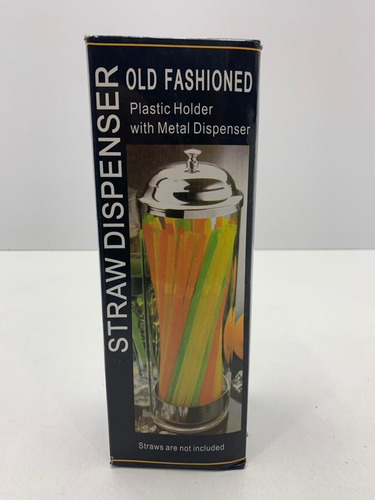 STRAW DISPENSER
OLD FASHIONED
Plastic Holder
with Metal Dispenser
Straws are not included